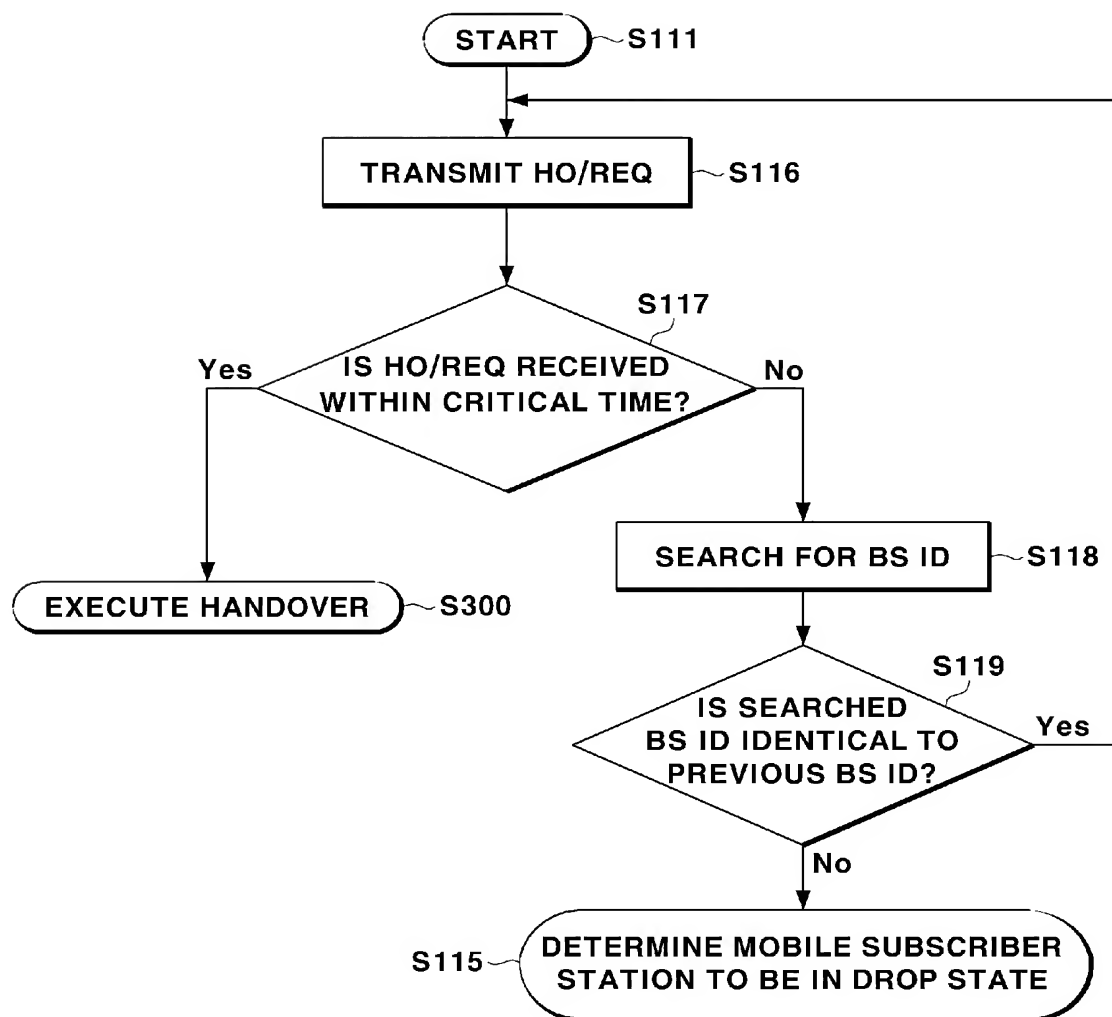 START
S111
TRANSMIT HO/REQ
S116
S117
IS HO/REQ RECEIVED
WITHIN CRITICAL TIME?
Yes
No
SEARCH FOR BS ID
S118
EXECUTE HANDOVER
S300
S119
IS SEARCHED
BS ID IDENTICAL TO
PREVIOUS BS ID?
Yes
No
S115
DETERMINE MOBILE SUBSCRIBER
STATION TO BE IN DROP STATE